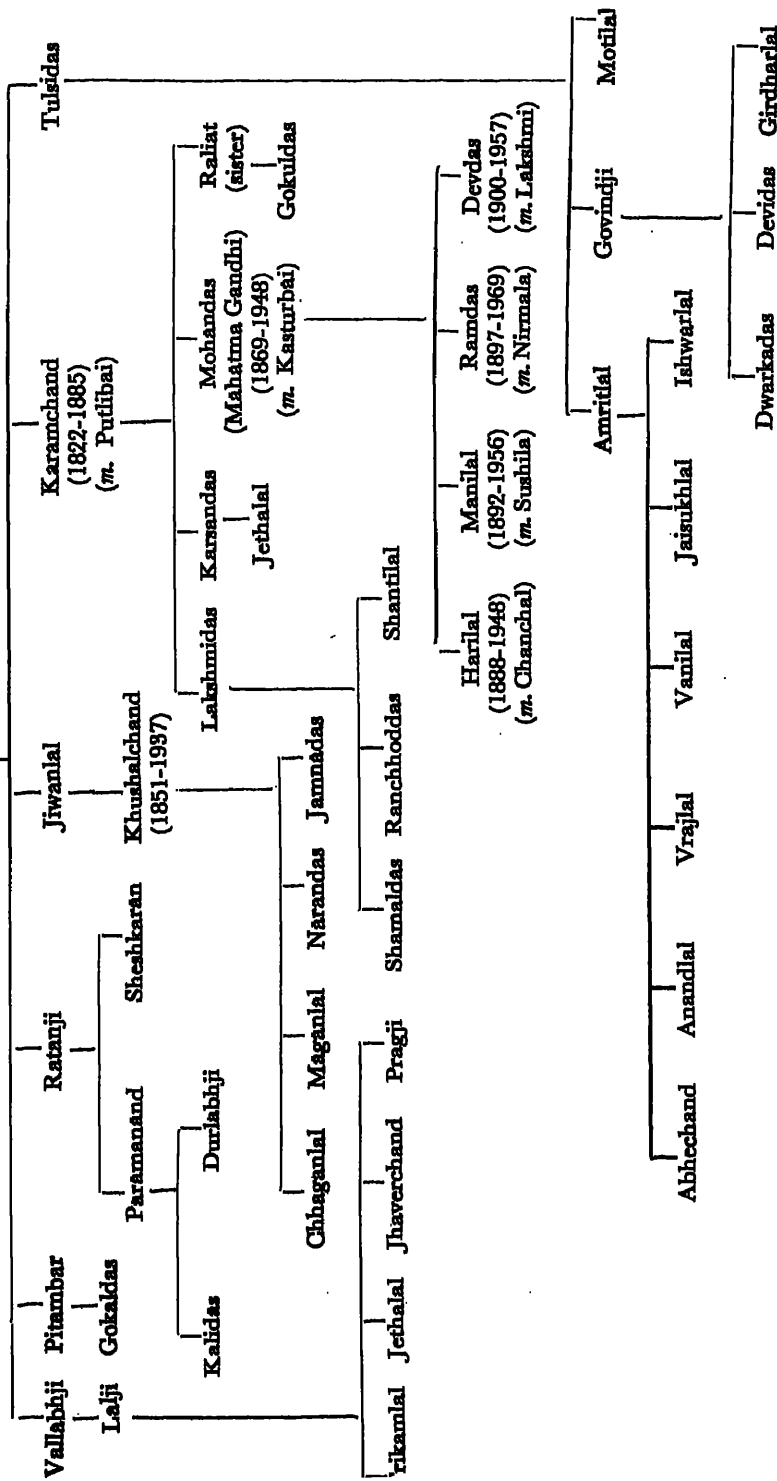 Vallabhji Pitambar Ratanji Jiwanlal Karamchand Tulsidas
(1822-1885)
(m. Putlibai)
Lalji Gokaldas Paramanand Sheshkaran Khushalchand
(1851-1937)
Lakshmidas Karsandas Mohandas Raliat
(Mahatma Gandhi) (sister)
(1869-1948)
(m. Kasturbai)
Kalidas Durlabhji Jethalal Gokuldas
Chhaganlal Maganlal Narandas Jamnadas
rikamlal Jethalal Jhaverchand Pragji Shamaldas Ranchhoddas Shantilal
Harilal Manilal Ramdas Devdas
(1888-1948) (1892-1956) (1897-1969) (1900-1957)
(m. Chanchal) (m. Sushila) (m. Nirmala) (m. Lakshmi)
Amritlal Govindji Motilal
Abhechand Anandlal Vrajlal Vanilal Jaisukhlal Ishwarlal
Dwarkadas Devidas Girdharlal